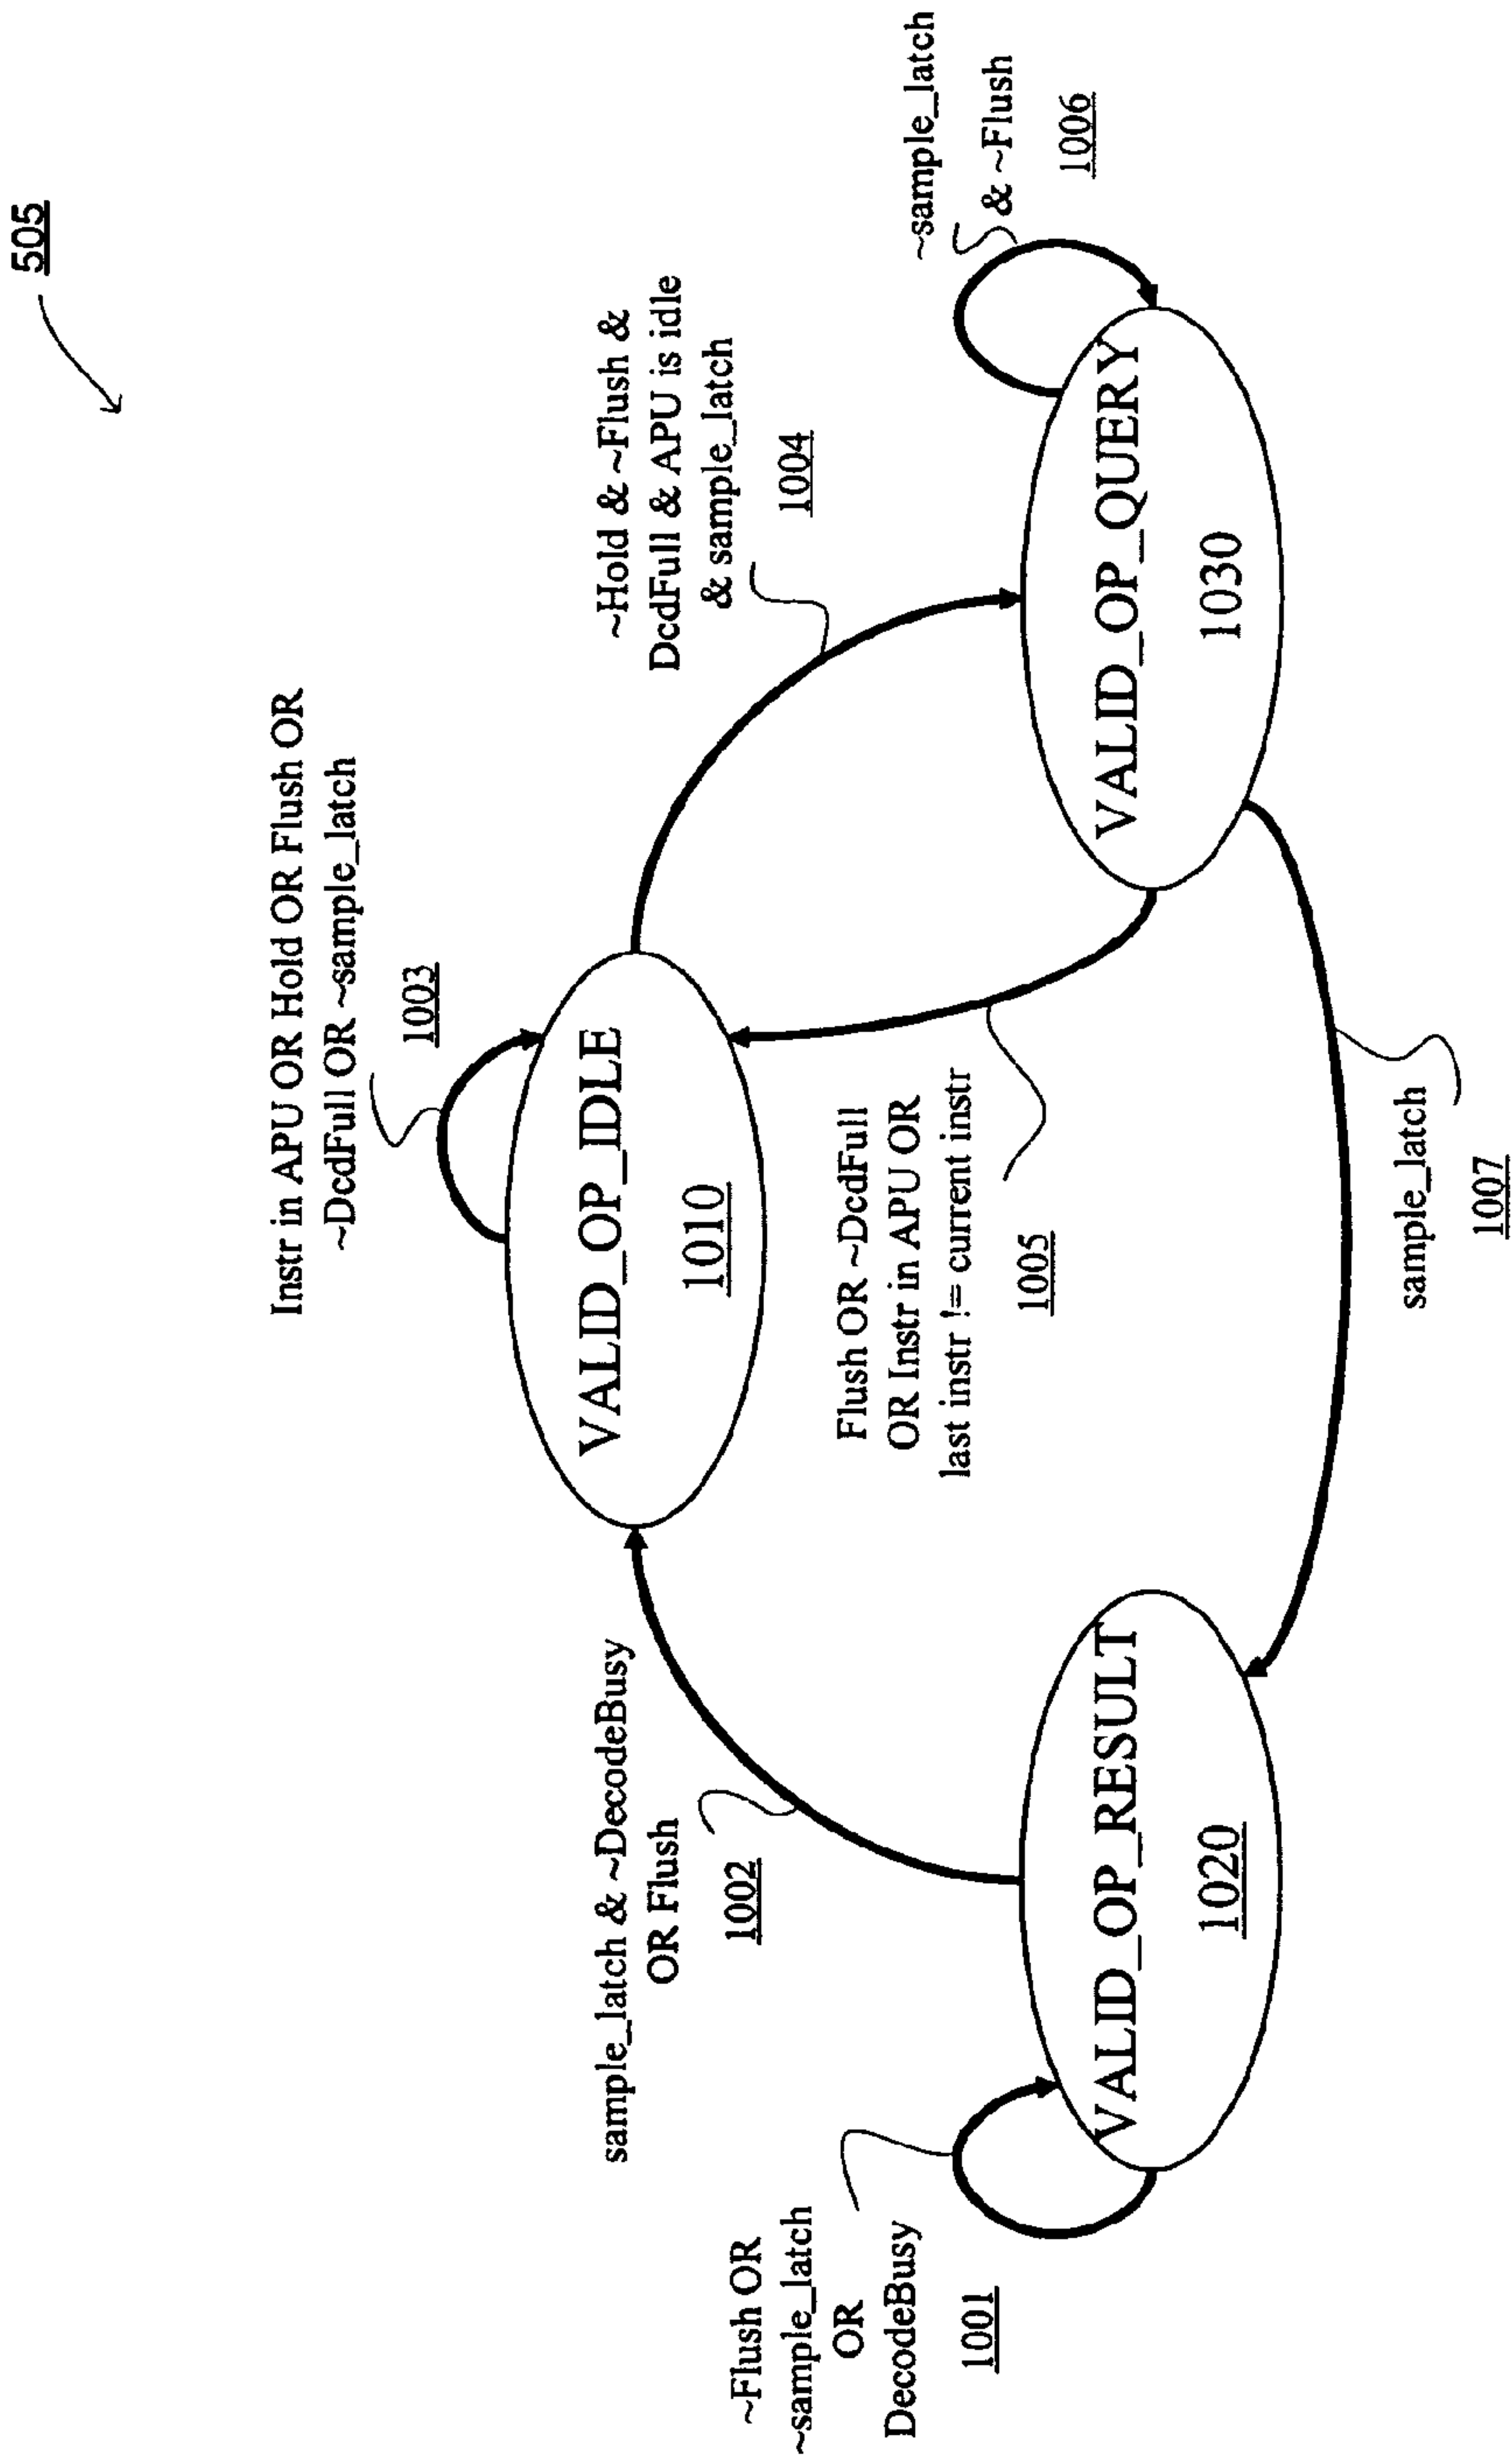 505
Instr in APU OR Hold OR Flush OR
~DcdFull OR ~sample_latch
1003
~Hold & ~Flush &
DcdFull & APU is idle
& sample_latch
1004
sample_latch & ~DecodeBusy
OR Flush
1002
VALID_OP_IDLE
1010
~Flush OR
~sample_latch
OR
DecodeBusy
1001
Flush OR ~DcdFull
OR Instr in APU OR
last instr != current instr
1005
~sample_latch
& ~Flush
1006
VALID_OP_RESULT
1020
VALID_OP_QUERY
1030
sample_latch
1007